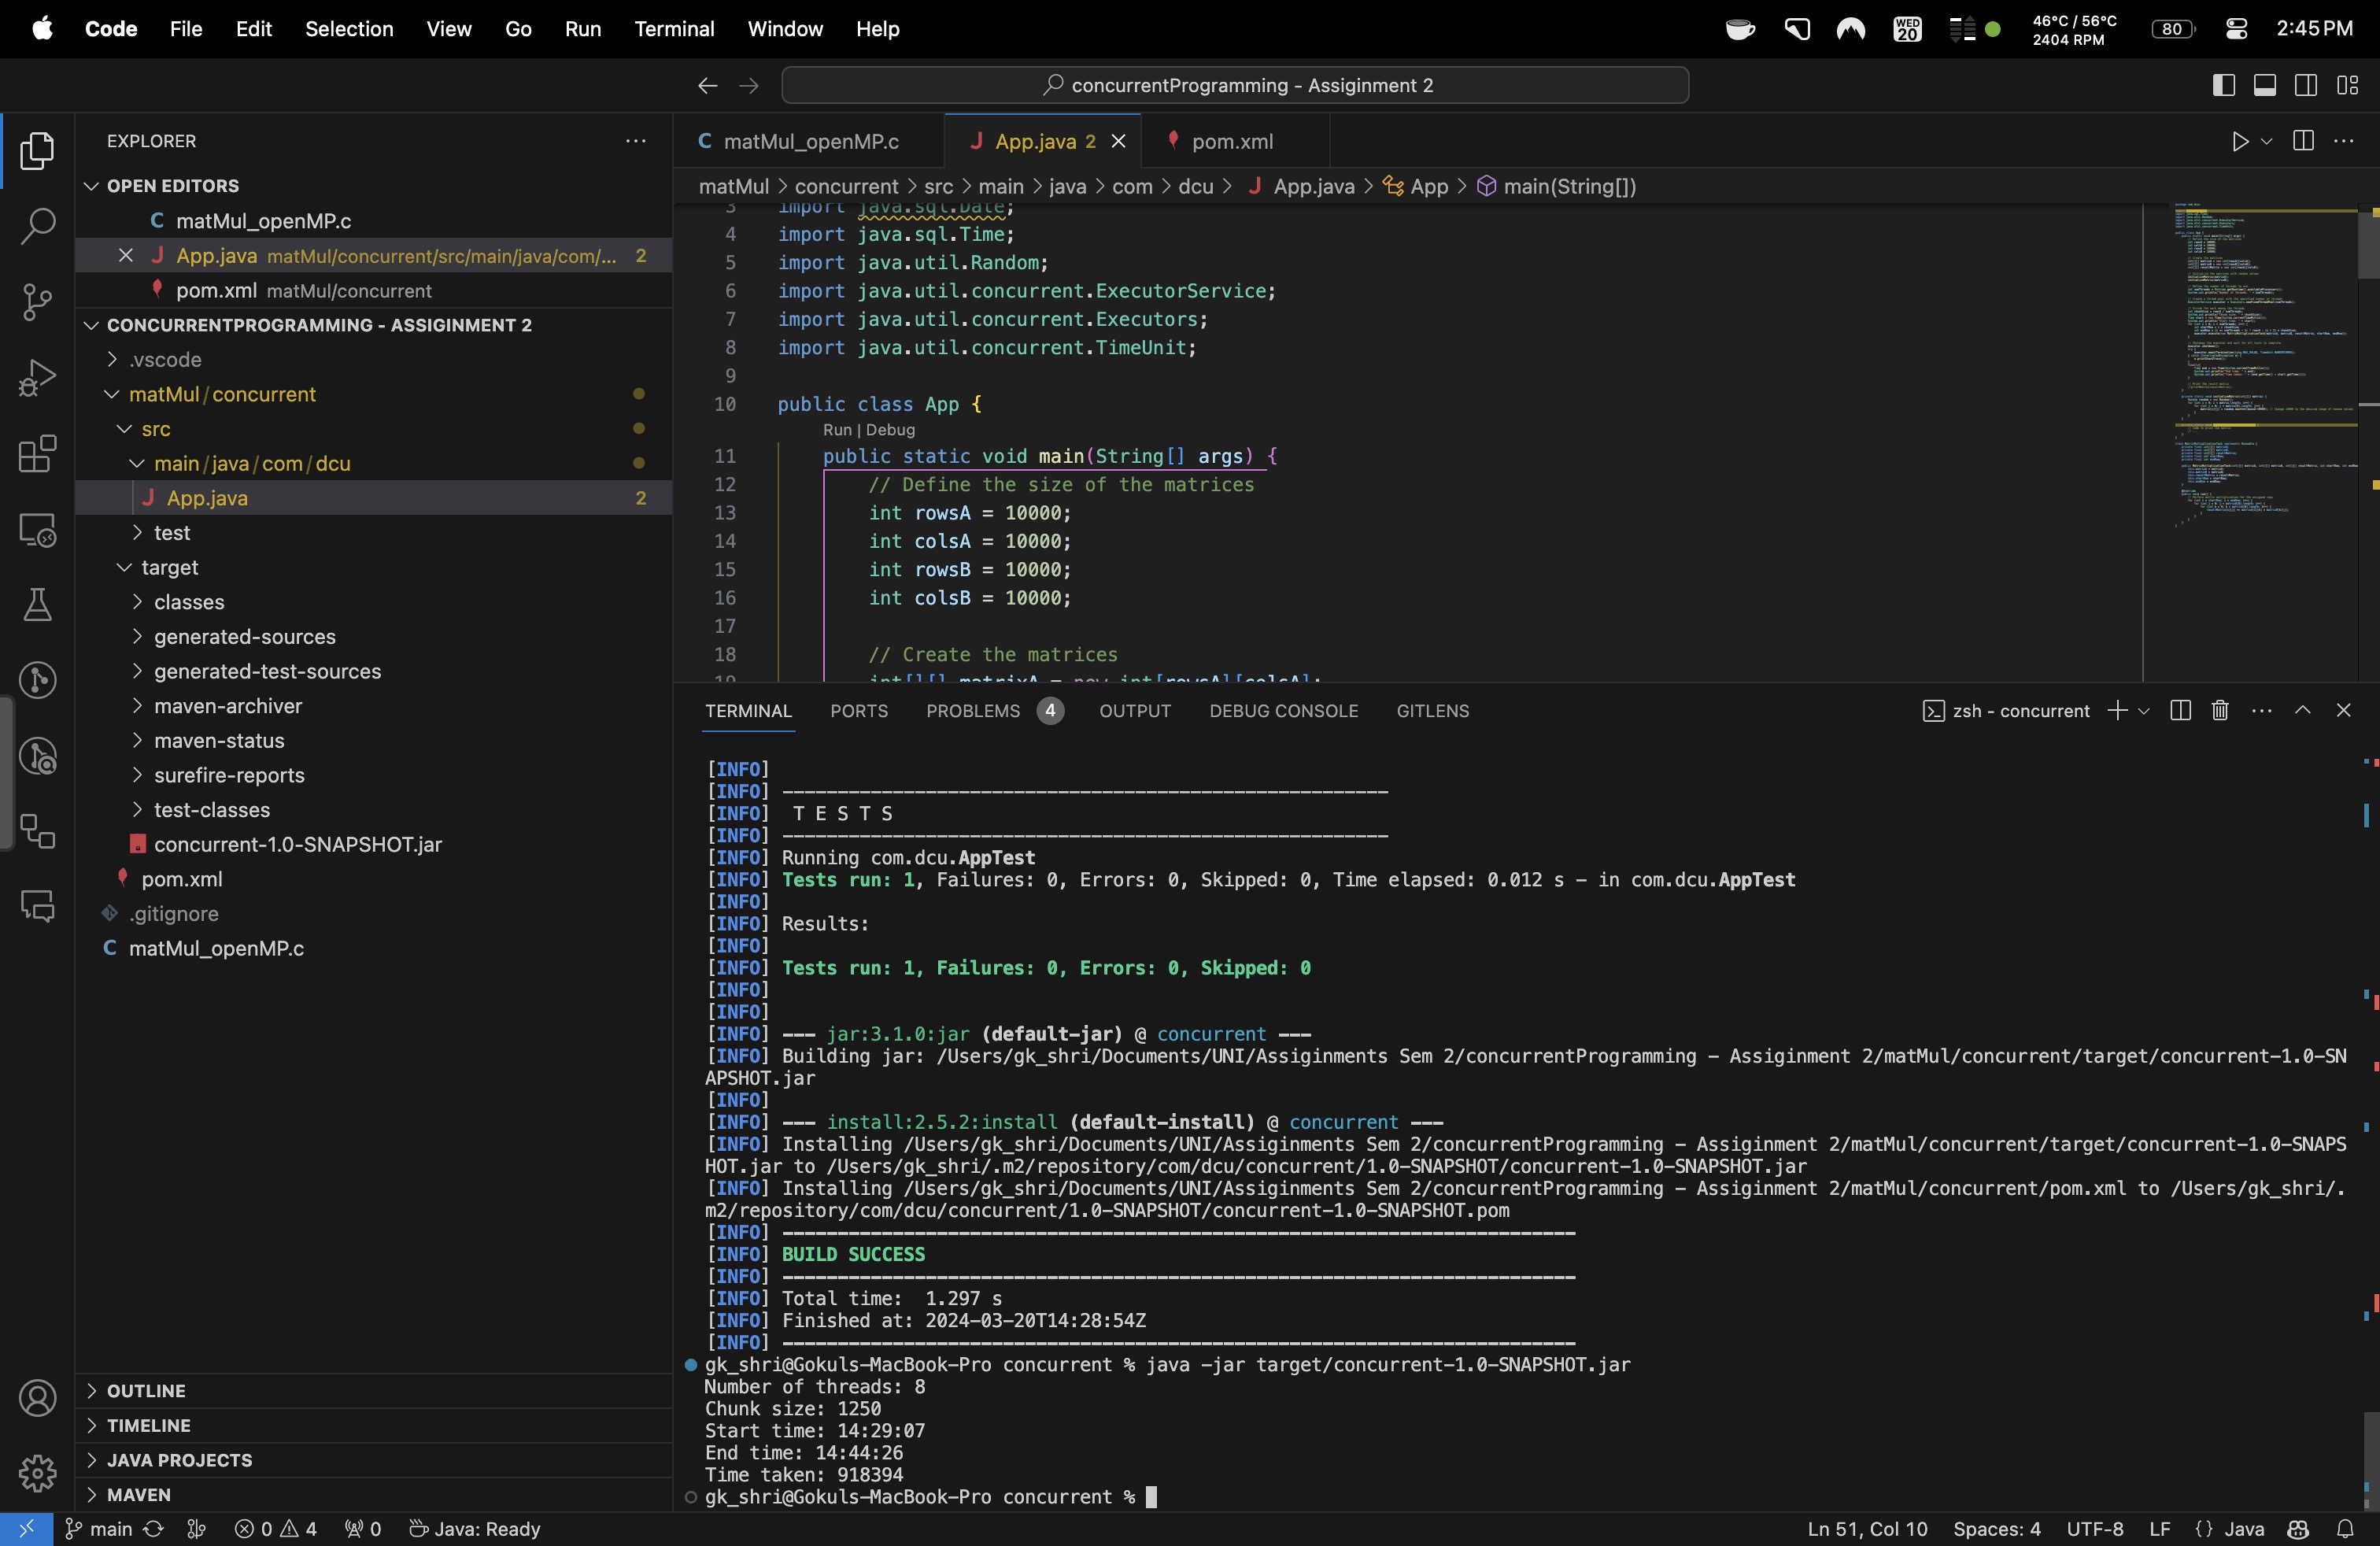 Code File Edit Selection View Go Run Terminal Window Help
WED 20
46°C / 56°C
2404 RPM
80
2:45 PM
concurrentProgramming - Assiginment 2
EXPLORER
OPEN EDITORS
matMul_openMP.c
App.java matMul/concurrent/src/main/java/com/... 2
pom.xml matMul/concurrent
CONCURRENTPROGRAMMING - ASSIGINMENT 2
.vscode
matMul/concurrent
src
main/java/com/dcu
App.java 2
test
target
classes
generated-sources
generated-test-sources
maven-archiver
maven-status
surefire-reports
test-classes
concurrent-1.0-SNAPSHOT.jar
pom.xml
.gitignore
matMul_openMP.c
OUTLINE
TIMELINE
JAVA PROJECTS
MAVEN
matMul_openMP.c App.java 2 pom.xml
matMul > concurrent > src > main > java > com > dcu > App.java > App > main(String[])
3 import java.sql.Date;
4 import java.sql.Time;
5 import java.util.Random;
6 import java.util.concurrent.ExecutorService;
7 import java.util.concurrent.Executors;
8 import java.util.concurrent.TimeUnit;
9
10 public class App {
Run | Debug
11 public static void main(String[] args) {
12 // Define the size of the matrices
13 int rowsA = 10000;
14 int colsA = 10000;
15 int rowsB = 10000;
16 int colsB = 10000;
17
18 // Create the matrices
19 int[][] matrixA = new int[rowsA][colsA];
TERMINAL PORTS PROBLEMS 4 OUTPUT DEBUG CONSOLE GITLENS
zsh - concurrent
[INFO]
[INFO] -------------------------------------------------------
[INFO]  T E S T S
[INFO] -------------------------------------------------------
[INFO] Running com.dcu.AppTest
[INFO] Tests run: 1, Failures: 0, Errors: 0, Skipped: 0, Time elapsed: 0.012 s - in com.dcu.AppTest
[INFO]
[INFO] Results:
[INFO]
[INFO] Tests run: 1, Failures: 0, Errors: 0, Skipped: 0
[INFO]
[INFO]
[INFO] --- jar:3.1.0:jar (default-jar) @ concurrent ---
[INFO] Building jar: /Users/gk_shri/Documents/UNI/Assiginments Sem 2/concurrentProgramming - Assiginment 2/matMul/concurrent/target/concurrent-1.0-SN
APSHOT.jar
[INFO]
[INFO] --- install:2.5.2:install (default-install) @ concurrent ---
[INFO] Installing /Users/gk_shri/Documents/UNI/Assiginments Sem 2/concurrentProgramming - Assiginment 2/matMul/concurrent/target/concurrent-1.0-SNAPS
HOT.jar to /Users/gk_shri/.m2/repository/com/dcu/concurrent/1.0-SNAPSHOT/concurrent-1.0-SNAPSHOT.jar
[INFO] Installing /Users/gk_shri/Documents/UNI/Assiginments Sem 2/concurrentProgramming - Assiginment 2/matMul/concurrent/pom.xml to /Users/gk_shri/.
m2/repository/com/dcu/concurrent/1.0-SNAPSHOT/concurrent-1.0-SNAPSHOT.pom
[INFO] ------------------------------------------------------------------------
[INFO] BUILD SUCCESS
[INFO] ------------------------------------------------------------------------
[INFO] Total time:  1.297 s
[INFO] Finished at: 2024-03-20T14:28:54Z
[INFO] ------------------------------------------------------------------------
gk_shri@Gokuls-MacBook-Pro concurrent % java -jar target/concurrent-1.0-SNAPSHOT.jar
Number of threads: 8
Chunk size: 1250
Start time: 14:29:07
End time: 14:44:26
Time taken: 918394
gk_shri@Gokuls-MacBook-Pro concurrent %
main 0 4 0 Java: Ready
Ln 51, Col 10 Spaces: 4 UTF-8 LF {} Java